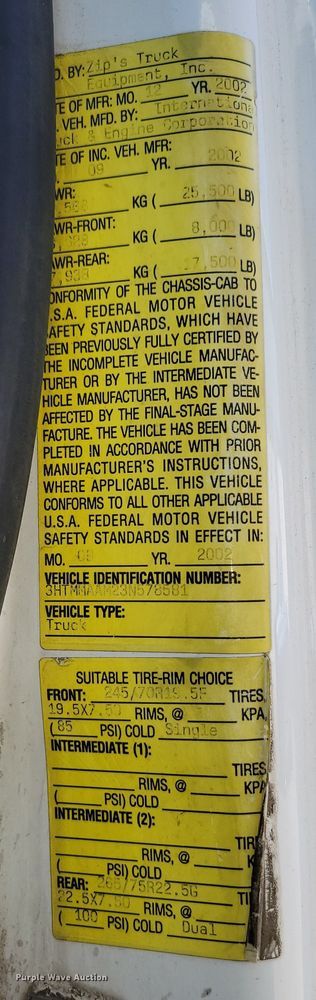 D. BY: Zip's Truck
Equipment, Inc.
TE OF MFR: MO. 12 YR. 2002
. VEH. MFD. BY: Internationa
uck & Engine Corporation
TE OF INC. VEH. MFR:
09 YR. 2002
WR:
KG ( 25,500 LB)
WR-FRONT:
KG ( 8,000 LB)
WR-REAR:
KG ( 17,500 LB)
ONFORMITY OF THE CHASSIS-CAB TO
.S.A. FEDERAL MOTOR VEHICLE
AFETY STANDARDS, WHICH HAVE
BEEN PREVIOUSLY FULLY CERTIFIED BY
THE INCOMPLETE VEHICLE MANUFAC-
TURER OR BY THE INTERMEDIATE VE-
HICLE MANUFACTURER, HAS NOT BEEN
AFFECTED BY THE FINAL-STAGE MANU-
FACTURE. THE VEHICLE HAS BEEN COM-
PLETED IN ACCORDANCE WITH PRIOR
MANUFACTURER'S INSTRUCTIONS,
WHERE APPLICABLE. THIS VEHICLE
CONFORMS TO ALL OTHER APPLICABLE
U.S.A. FEDERAL MOTOR VEHICLE
SAFETY STANDARDS IN EFFECT IN:
MO. YR. 2002
VEHICLE IDENTIFICATION NUMBER:
VEHICLE TYPE:
Truck
SUITABLE TIRE-RIM CHOICE
FRONT: 245/70R19.5F TIRES,
19.5X7.50 RIMS, @ KPA
( 85 PSI) COLD Single
INTERMEDIATE (1):
TIRES
RIMS, @ KPA
( PSI) COLD
INTERMEDIATE (2):
TIR
RIMS, @ K
( PSI) COLD
REAR: 265/75R22.5G TI
22.5X7.50 RIMS, @
( 100 PSI) COLD Dual
Purple Wave Auction